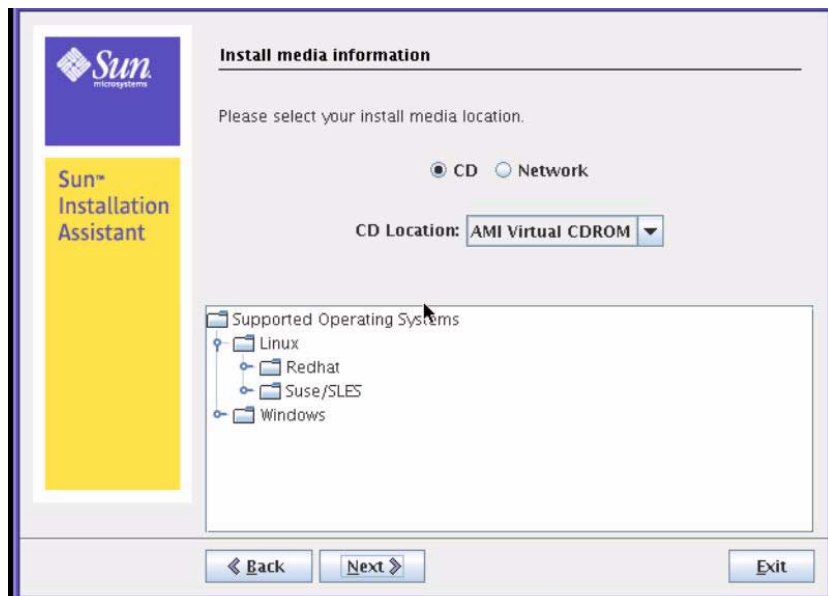 Sun
microsystems
Sun™
Installation
Assistant
Install media information
Please select your install media location.
CD Network
CD Location: AMI Virtual CDROM
Supported Operating Systems
Linux
Redhat
Suse/SLES
Windows
Back Next Exit